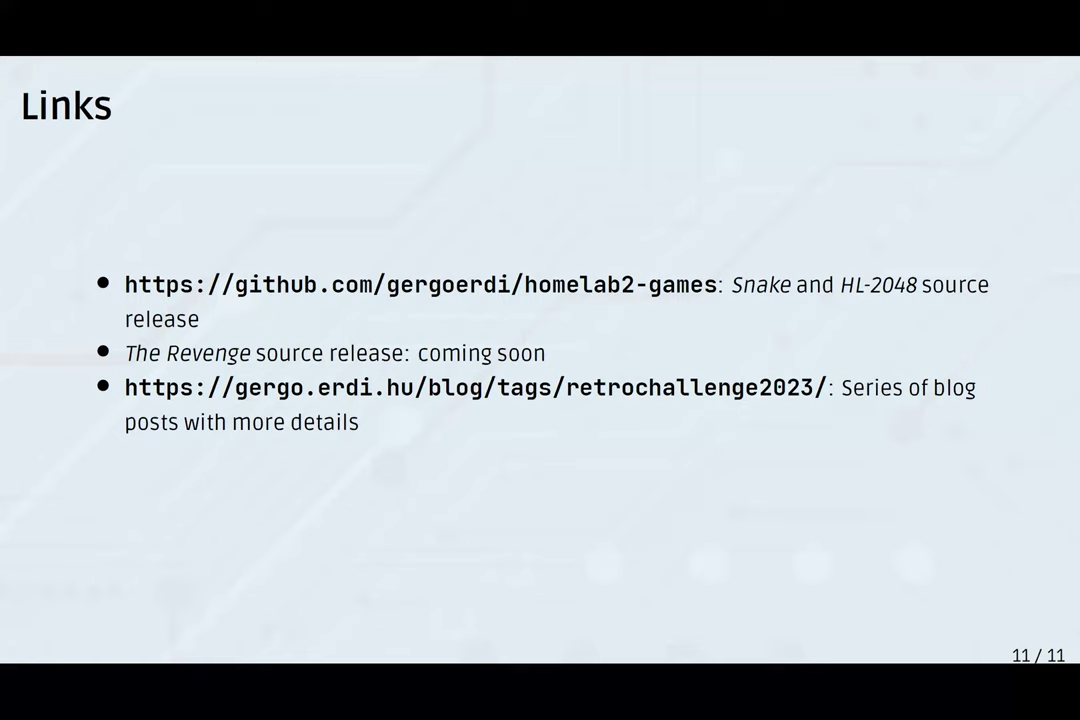 Links
• https://github.com/gergoerdi/homelab2-games: Snake and HL-2048 source
release
• The Revenge source release: coming soon
• https://gergo.erdi.hu/blog/tags/retrochallenge2023/: Series of blog
posts with more details
11 / 11